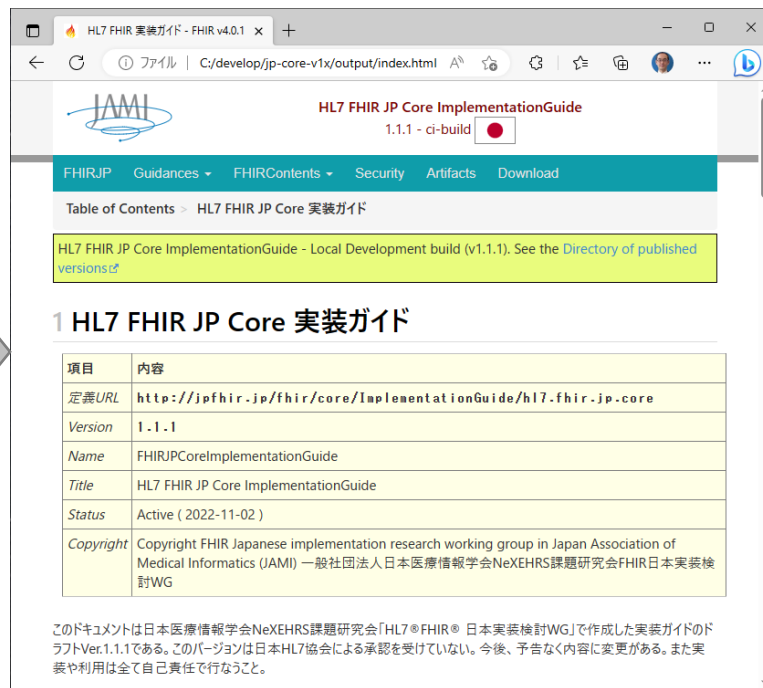 HL7 FHIR 実装ガイド - FHIR v4.0.1
ファイル | C:/develop/jp-core-v1x/output/index.html
JAMI
HL7 FHIR JP Core ImplementationGuide
1.1.1 - ci-build
FHIRJP Guidances FHIRContents Security Artifacts Download
Table of Contents > HL7 FHIR JP Core 実装ガイド
HL7 FHIR JP Core ImplementationGuide - Local Development build (v1.1.1). See the Directory of published
versions
1 HL7 FHIR JP Core 実装ガイド
項目 内容
定義URL http://jpfhir.jp/fhir/core/ImplementationGuide/hl7.fhir.jp.core
Version 1.1.1
Name FHIRJPCoreImplementationGuide
Title HL7 FHIR JP Core ImplementationGuide
Status Active ( 2022-11-02 )
Copyright Copyright FHIR Japanese implementation research working group in Japan Association of
Medical Informatics (JAMI) 一般社団法人日本医療情報学会NeXEHRS課題研究会FHIR日本実装検
討WG
このドキュメントは日本医療情報学会NeXEHRS課題研究会「HL7®FHIR® 日本実装検討WG」で作成した実装ガイドのド
ラフトVer.1.1.1である。このバージョンは日本HL7協会による承認を受けていない。今後、予告なく内容に変更がある。また実
装や利用は全て自己責任で行なうこと。